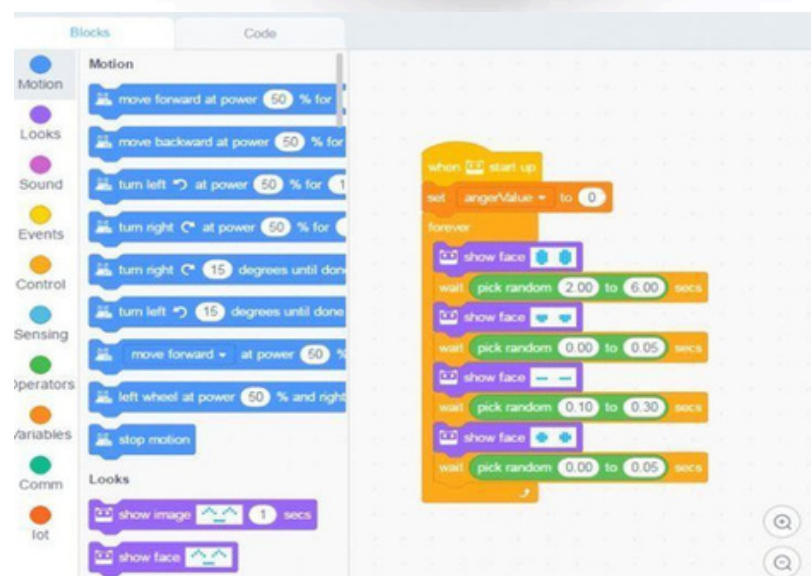 Blocks Code
Motion
Looks
Sound
Events
Control
Sensing
Operators
Variables
Comm
Iot
Motion
move forward at power 50 % for
move backward at power 50 % for
turn left at power 50 % for 1
turn right at power 50 % for
turn right 15 degrees until done
turn left 15 degrees until done
move forward at power 50 %
left wheel at power 50 % and right
stop motion
Looks
show image 1 secs
show face
when start up
set angerValue to 0
forever
show face
wait pick random 2.00 to 6.00 secs
show face
wait pick random 0.00 to 0.05 secs
show face
wait pick random 0.10 to 0.30 secs
show face
wait pick random 0.00 to 0.05 secs